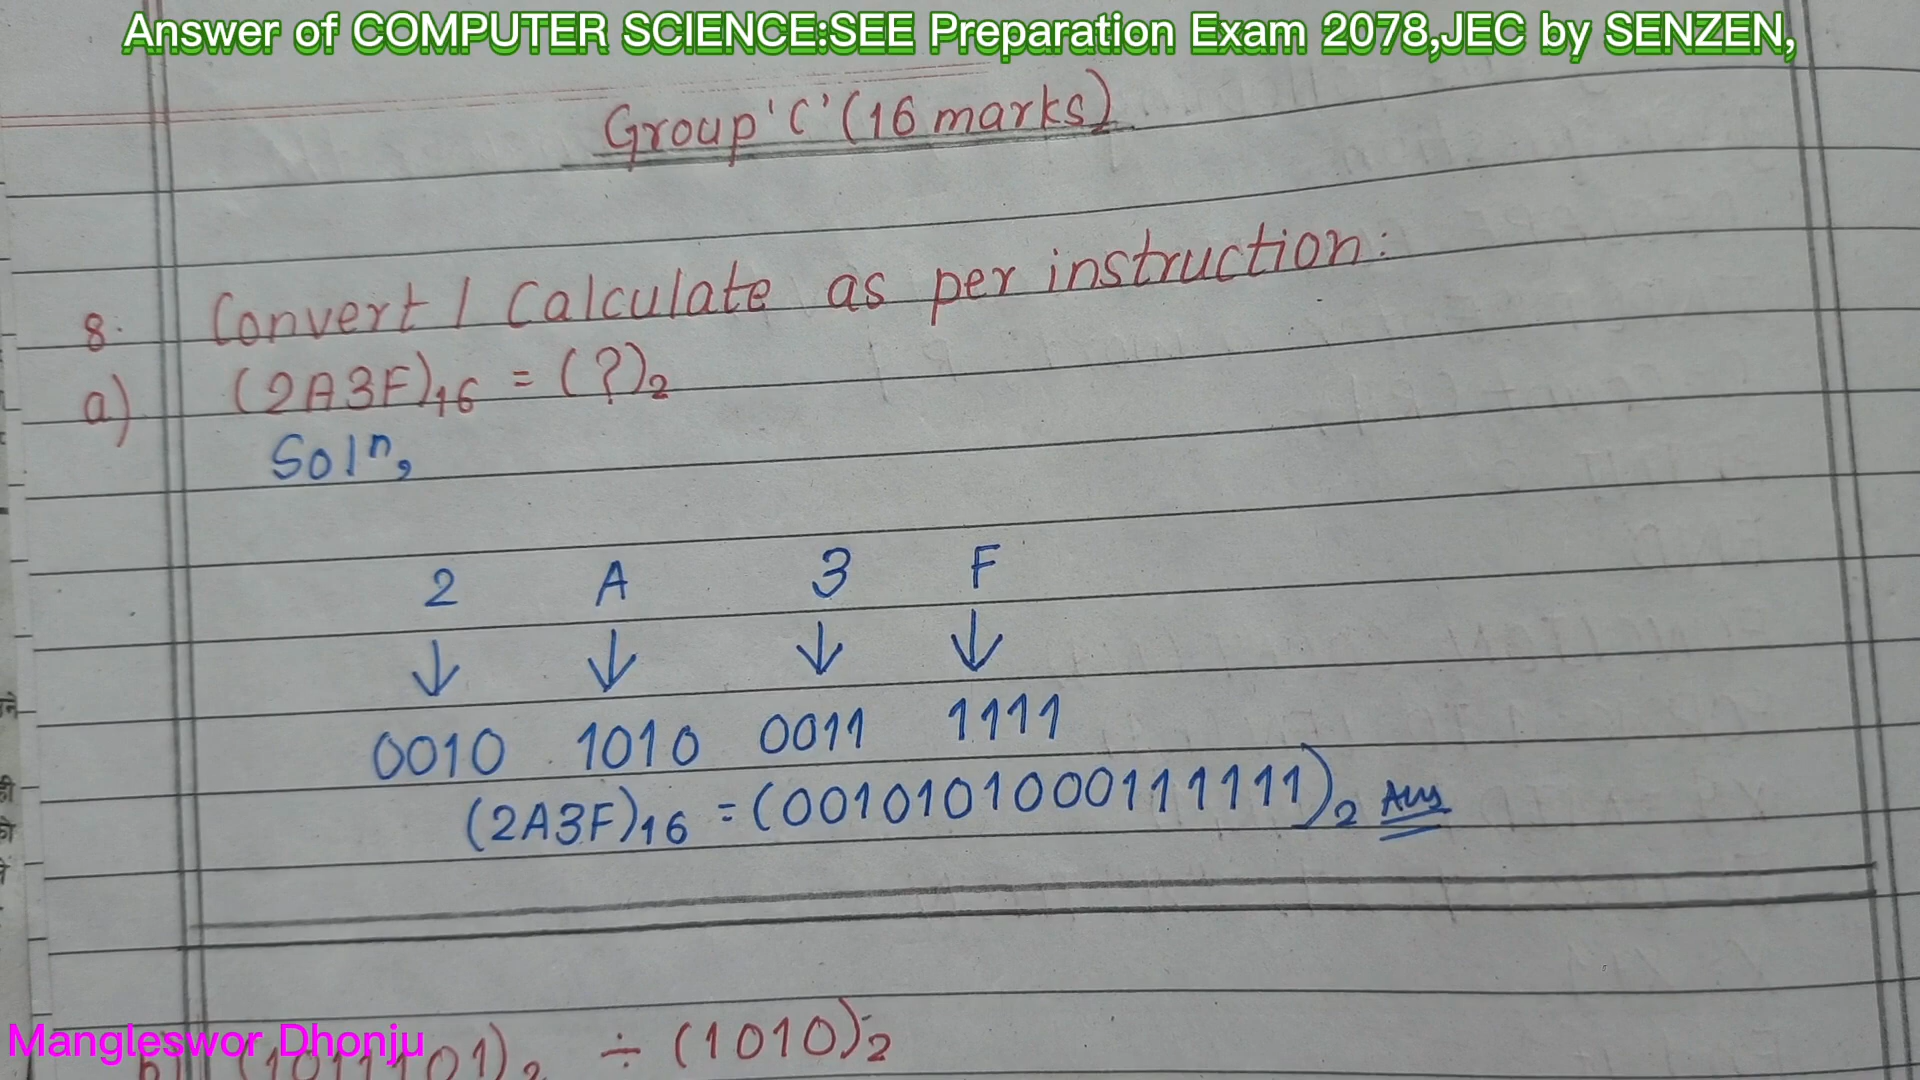 Answer of COMPUTER SCIENCE:SEE Preparation Exam 2078,JEC by SENZEN,
Group 'C' (16 marks)
8. Convert / Calculate as per instruction:
a) (2A3F)₁₆ = (?)₂
Solⁿ,
2 A 3 F
↓ ↓ ↓ ↓
0010 1010 0011 1111
(2A3F)₁₆ = (0010101000111111)₂ Ans
b) (1011101)₂ ÷ (1010)₂
Mangleswor Dhonju